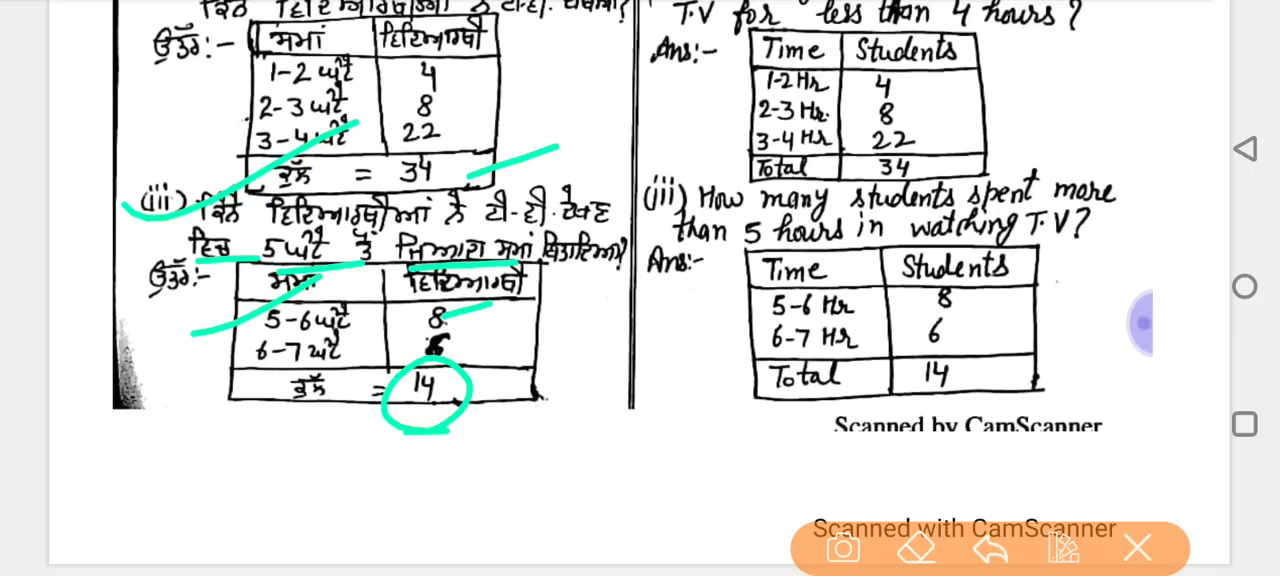 ਕਿੰਨੇ ਵਿਦਿਆਰਥੀਆਂ ਨੇ ਟੀ.ਵੀ.
ਉੱਤਰ:-
ਸਮਾਂ ਵਿਦਿਆਰਥੀ
1-2 ਘੰਟੇ 4
2-3 ਘੰਟੇ 8
3-4 ਘੰਟੇ 22
ਕੁੱਲ = 34
(iii) ਕਿੰਨੇ ਵਿਦਿਆਰਥੀਆਂ ਨੇ ਟੀ.ਵੀ. ਦੇਖਣ
ਵਿਚ 5 ਘੰਟੇ ਤੋਂ ਜਿਆਦਾ ਸਮਾਂ ਬਿਤਾਇਆ?
ਉੱਤਰ:-
ਸਮਾਂ ਵਿਦਿਆਰਥੀ
5-6 ਘੰਟੇ 8
6-7 ਘੰਟੇ 6
ਕੁੱਲ = 14
T.V for less than 4 hours?
Ans:-
Time Students
1-2 Hr 4
2-3 Hr. 8
3-4 Hr 22
Total 34
(iii) How many students spent more
than 5 hours in watching T.V?
Ans:-
Time Students
5-6 Hr 8
6-7 Hr 6
Total 14
Scanned by CamScanner
Scanned with CamScanner